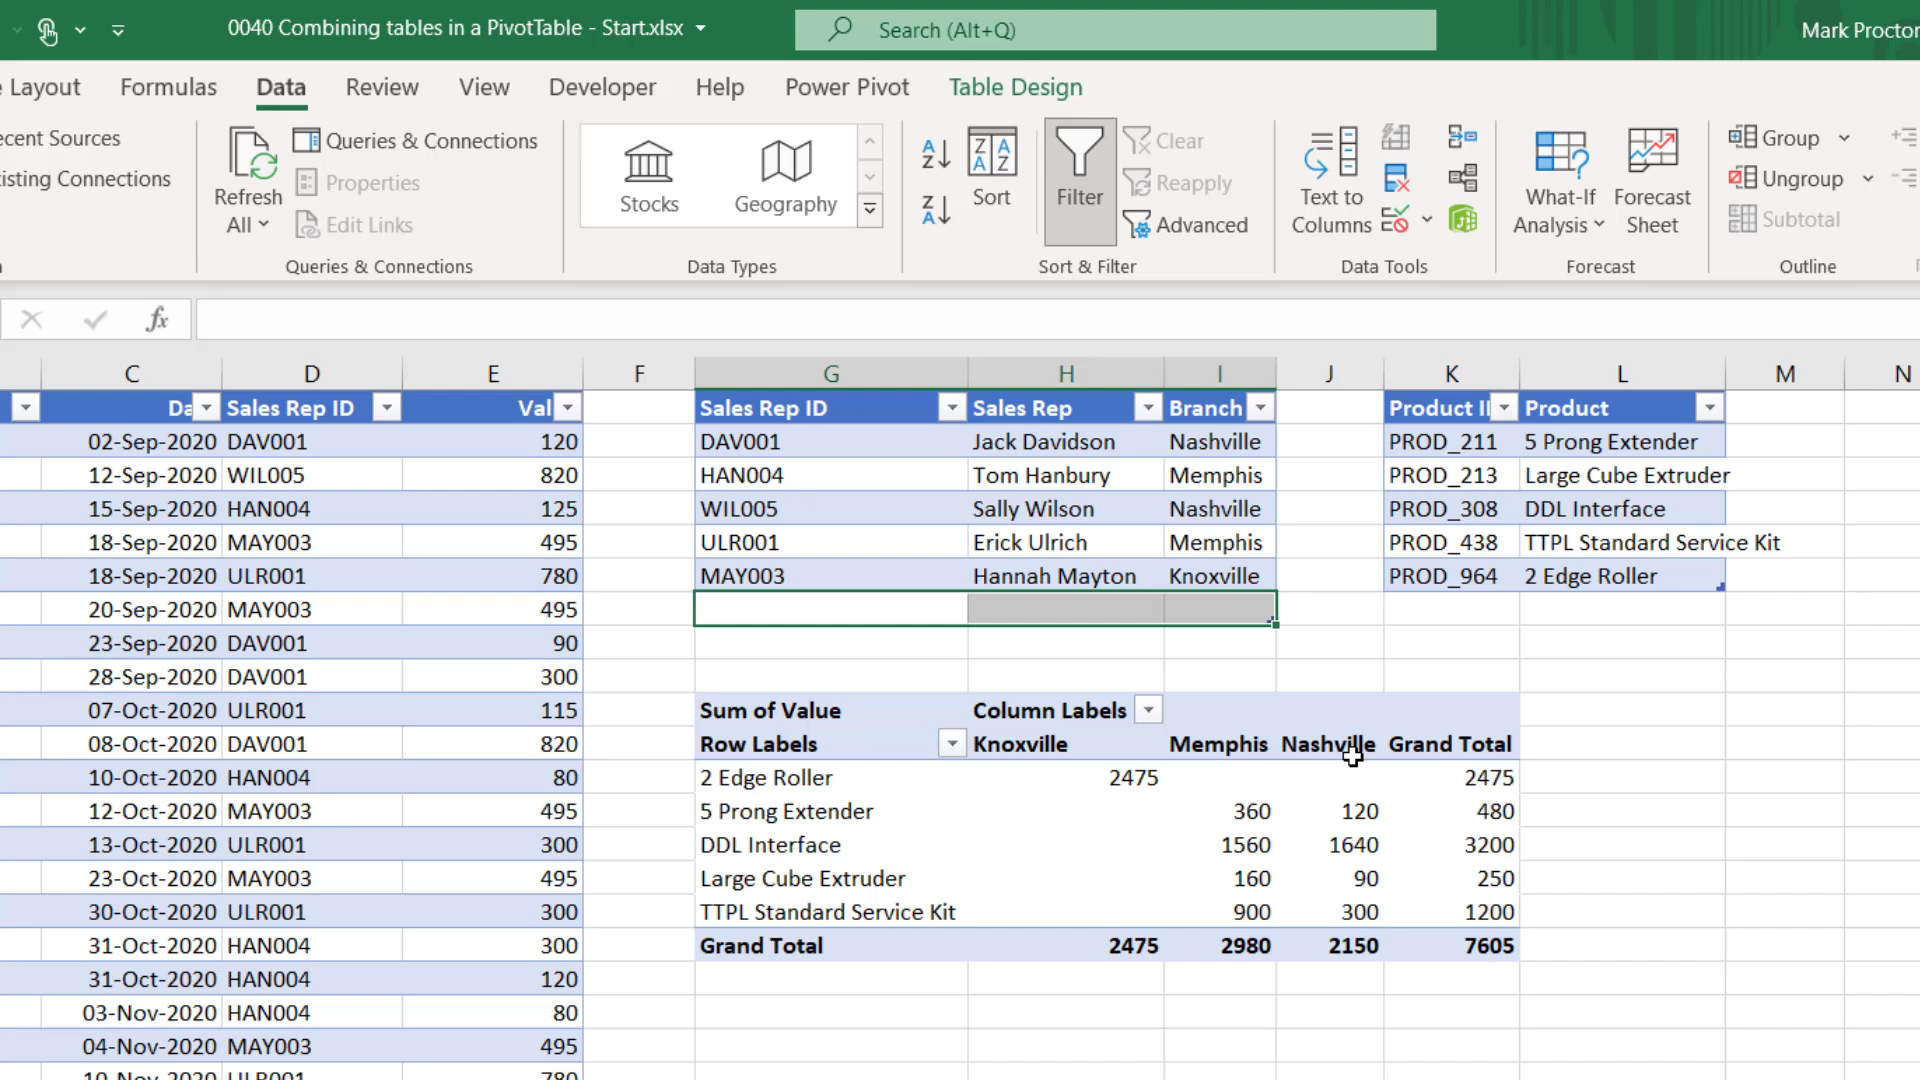 0040 Combining tables in a PivotTable - Start.xlsx
Search (Alt+Q)
Mark Proctor
Layout Formulas Data Review View Developer Help Power Pivot Table Design
ecent Sources
isting Connections
Refresh All
Queries & Connections
Properties
Edit Links
Queries & Connections
Stocks
Geography
Data Types
Sort
Filter
Clear
Reapply
Advanced
Sort & Filter
Text to Columns
Data Tools
What-If Analysis
Forecast Sheet
Forecast
Group
Ungroup
Subtotal
Outline
fx
C D E F G H I J K L M N
Da Sales Rep ID Val Sales Rep ID Sales Rep Branch Product I Product
02-Sep-2020 DAV001 120 DAV001 Jack Davidson Nashville PROD_211 5 Prong Extender
12-Sep-2020 WIL005 820 HAN004 Tom Hanbury Memphis PROD_213 Large Cube Extruder
15-Sep-2020 HAN004 125 WIL005 Sally Wilson Nashville PROD_308 DDL Interface
18-Sep-2020 MAY003 495 ULR001 Erick Ulrich Memphis PROD_438 TTPL Standard Service Kit
18-Sep-2020 ULR001 780 MAY003 Hannah Mayton Knoxville PROD_964 2 Edge Roller
20-Sep-2020 MAY003 495
23-Sep-2020 DAV001 90
28-Sep-2020 DAV001 300
07-Oct-2020 ULR001 115 Sum of Value Column Labels
08-Oct-2020 DAV001 820 Row Labels Knoxville Memphis Nashville Grand Total
10-Oct-2020 HAN004 80 2 Edge Roller 2475 2475
12-Oct-2020 MAY003 495 5 Prong Extender 360 120 480
13-Oct-2020 ULR001 300 DDL Interface 1560 1640 3200
23-Oct-2020 MAY003 495 Large Cube Extruder 160 90 250
30-Oct-2020 ULR001 300 TTPL Standard Service Kit 900 300 1200
31-Oct-2020 HAN004 300 Grand Total 2475 2980 2150 7605
31-Oct-2020 HAN004 120
03-Nov-2020 HAN004 80
04-Nov-2020 MAY003 495
10-Nov-2020 ULR001 780